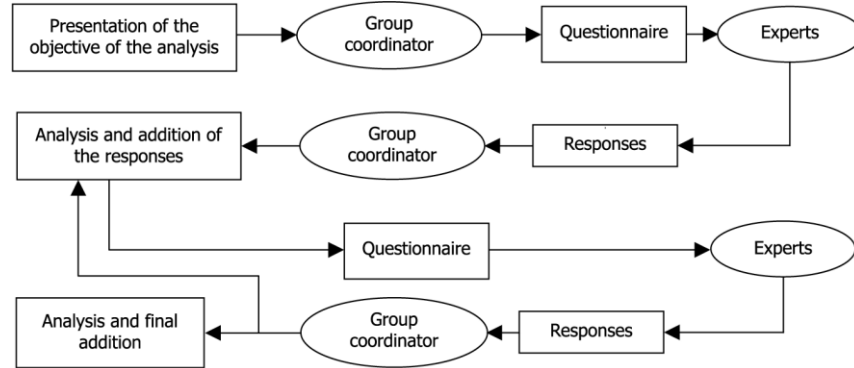 Presentation of the
objective of the analysis
Group
coordinator
Questionnaire
Experts
Analysis and addition of
the responses
Group
coordinator
Responses
Questionnaire
Experts
Analysis and final
addition
Group
coordinator
Responses